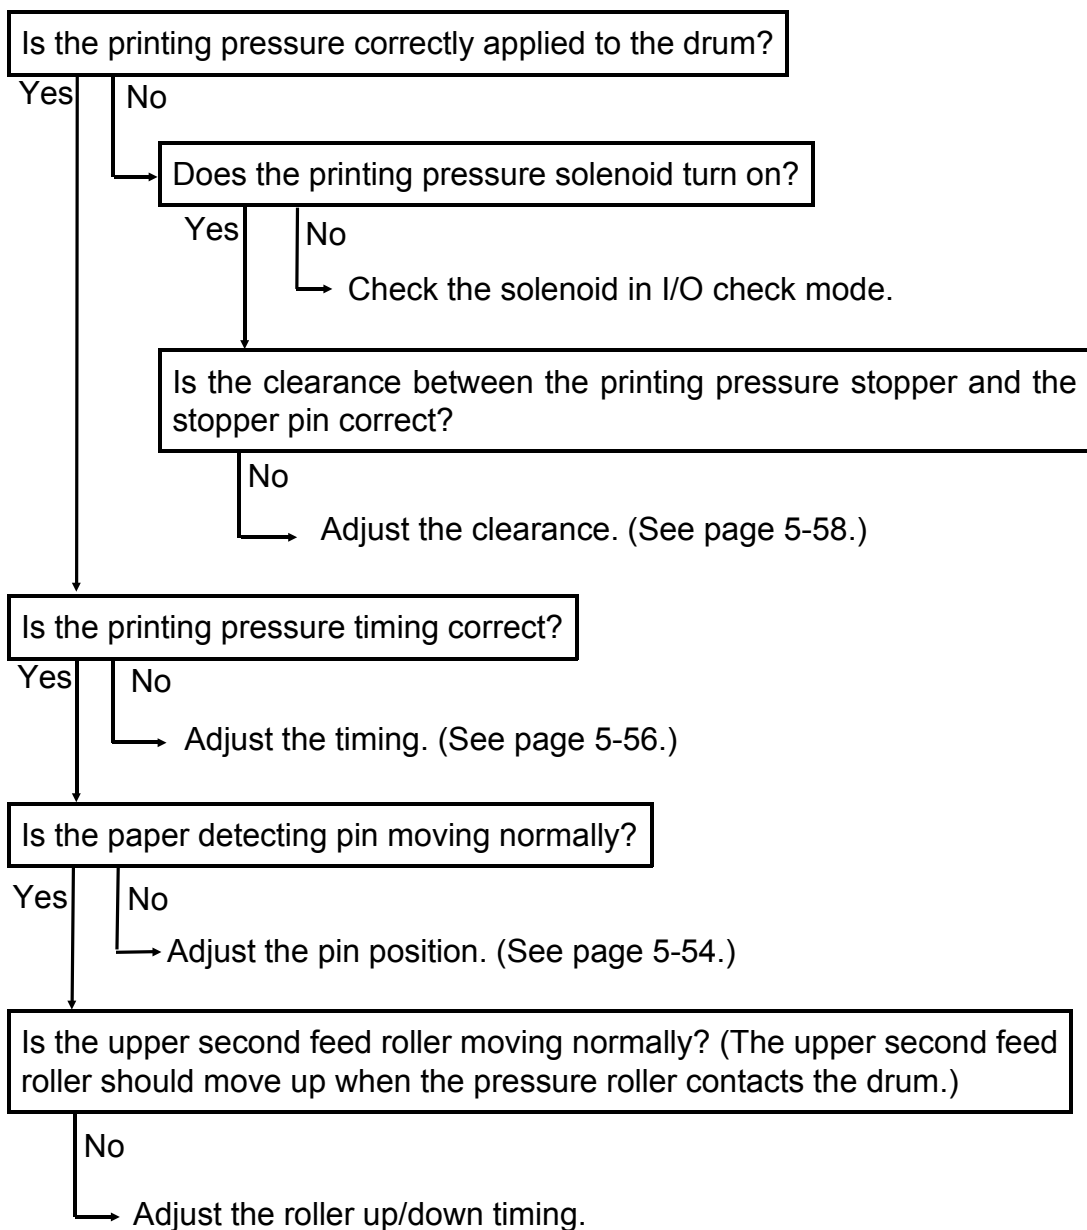 Is the printing pressure correctly applied to the drum?
Yes
No
Does the printing pressure solenoid turn on?
Yes
No
Check the solenoid in I/O check mode.
Is the clearance between the printing pressure stopper and the
stopper pin correct?
No
Adjust the clearance. (See page 5-58.)
Is the printing pressure timing correct?
Yes
No
Adjust the timing. (See page 5-56.)
Is the paper detecting pin moving normally?
Yes
No
Adjust the pin position. (See page 5-54.)
Is the upper second feed roller moving normally? (The upper second feed
roller should move up when the pressure roller contacts the drum.)
No
Adjust the roller up/down timing.